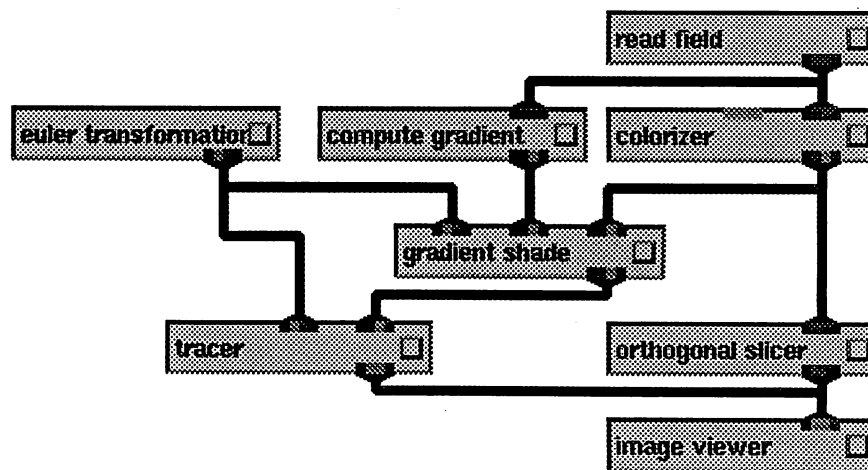 read field
euler transformation
compute gradient
colorizer
gradient shade
tracer
orthogonal slicer
image viewer